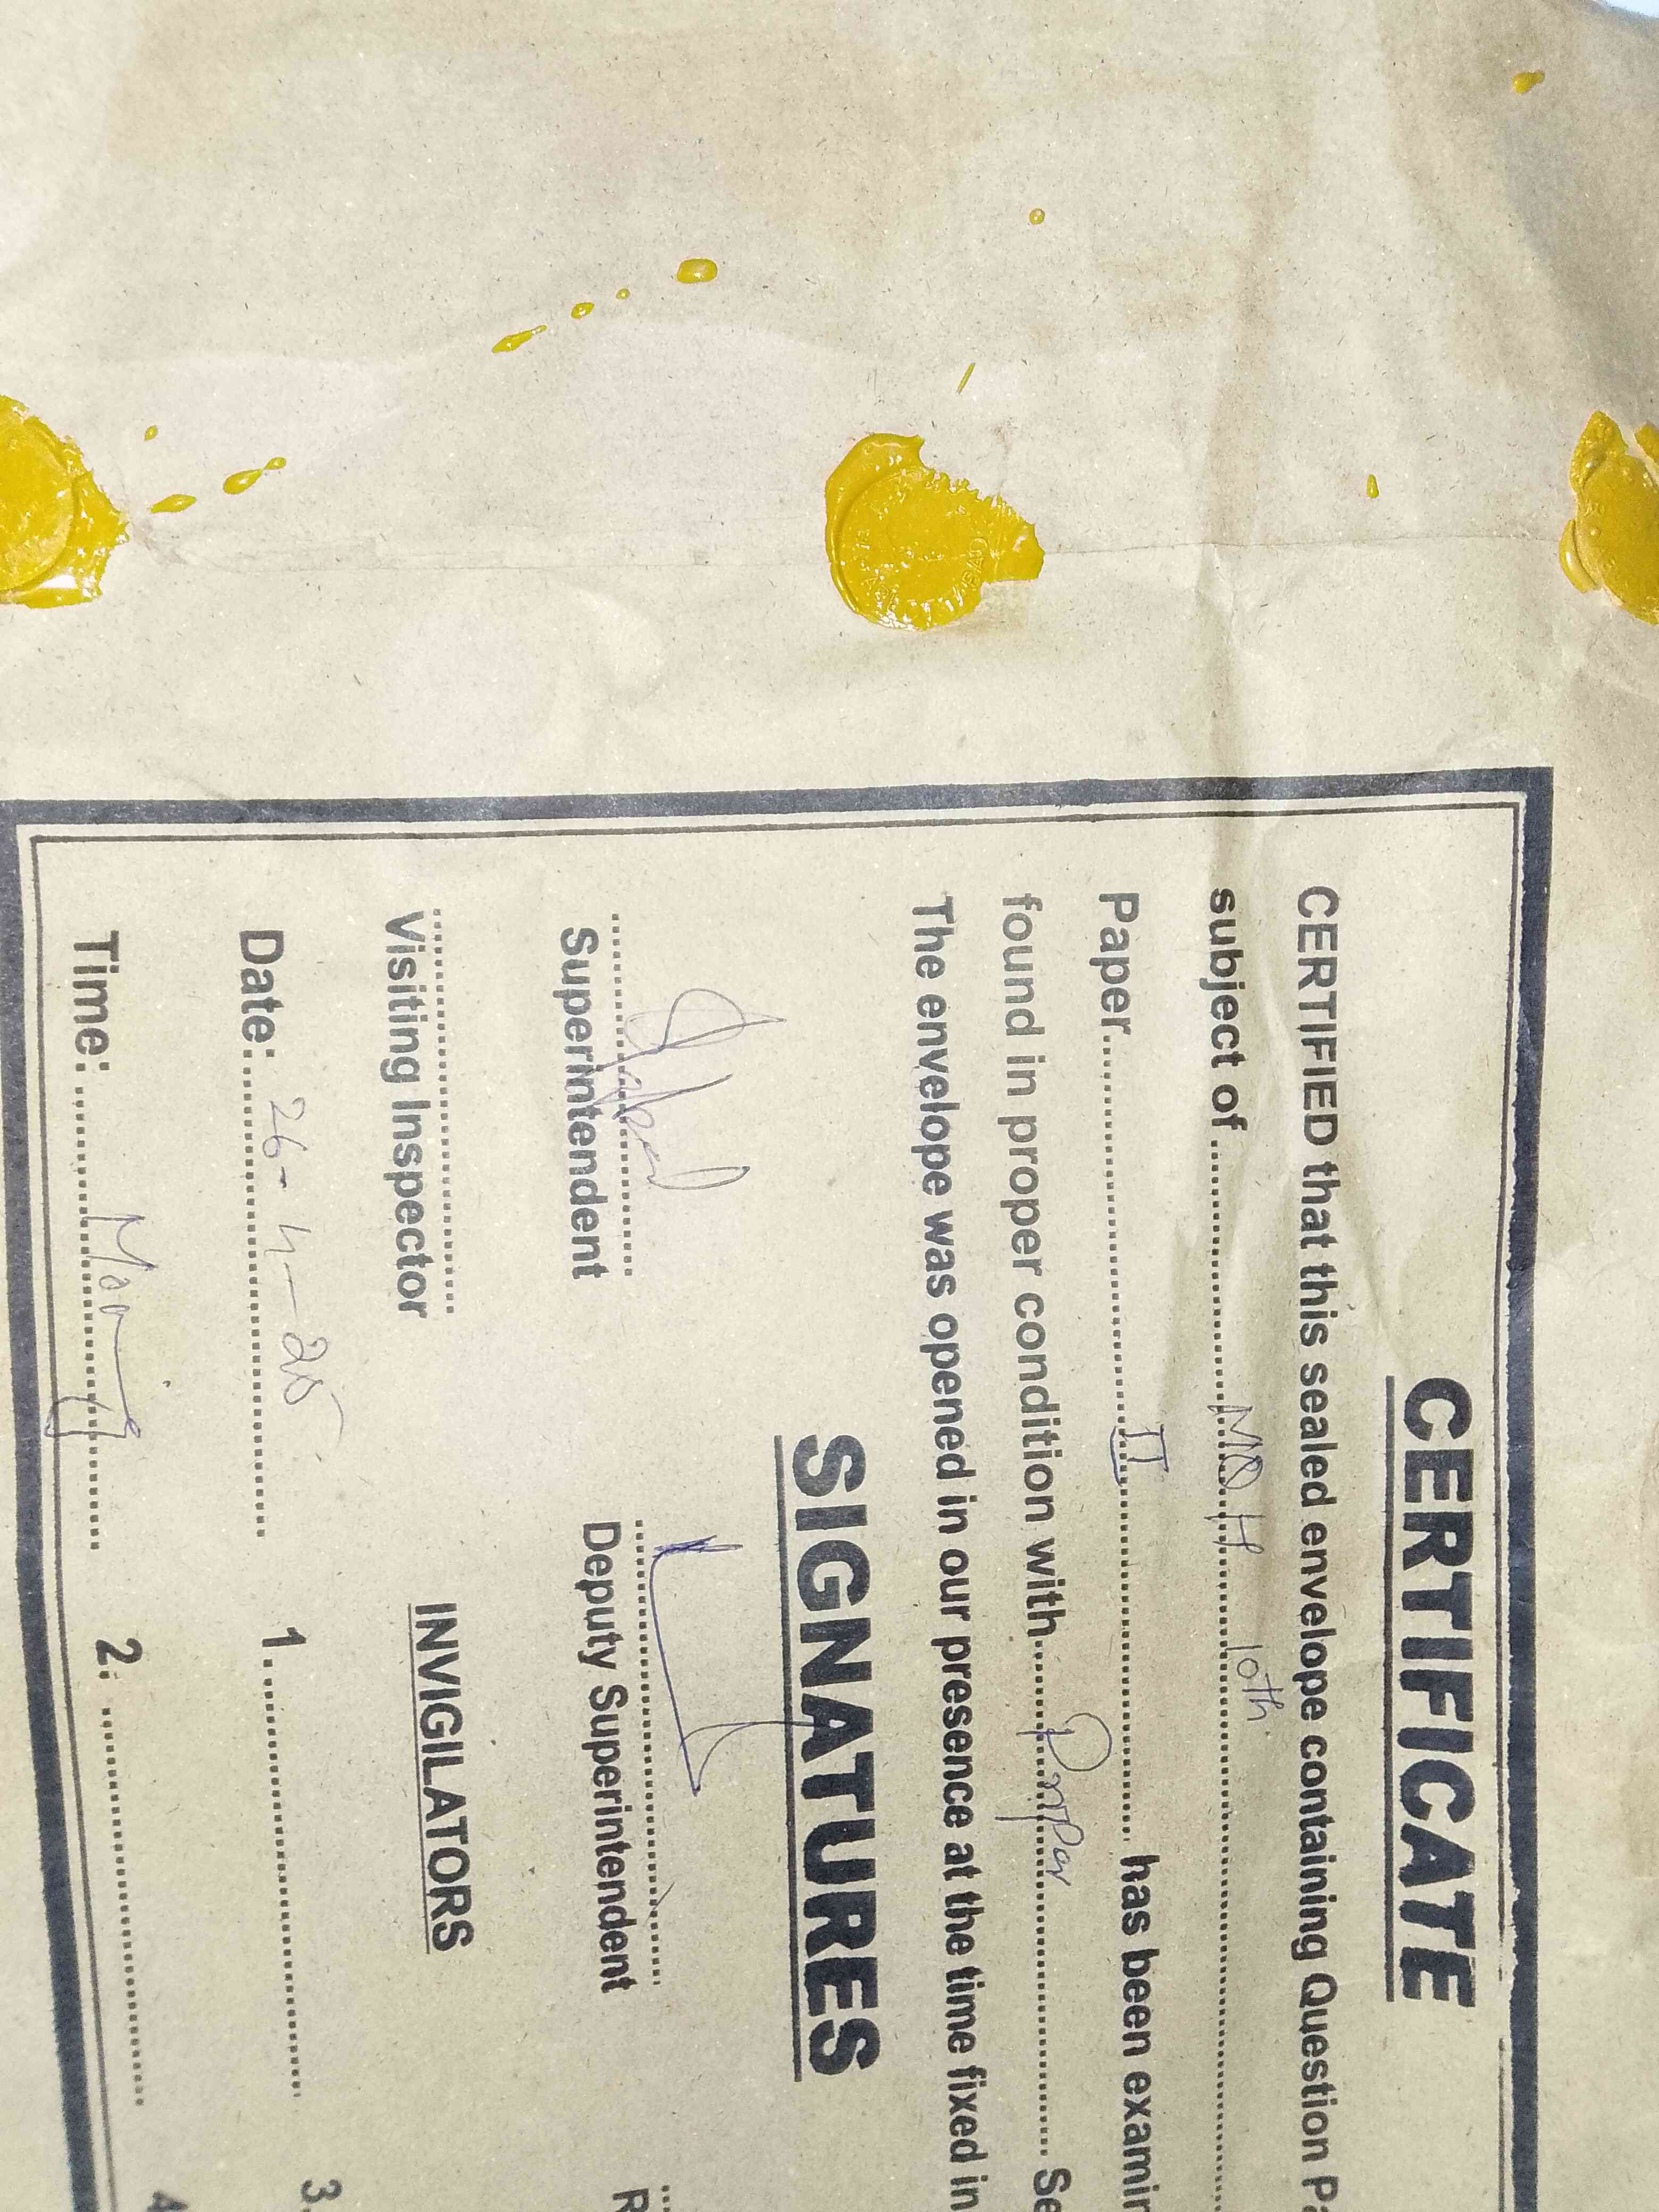 CERTIFICATE
CERTIFIED that this sealed envelope containing Question Pa
subject of ........ M H 10th ........
Paper ........ II ........ has been examin
found in proper condition with ........ Proper ........ Se
The envelope was opened in our presence at the time fixed in
SIGNATURES
Superintendent Deputy Superintendent R
Visiting Inspector INVIGILATORS
Date: 26-4-25 1. 3.
Time: 2. 4